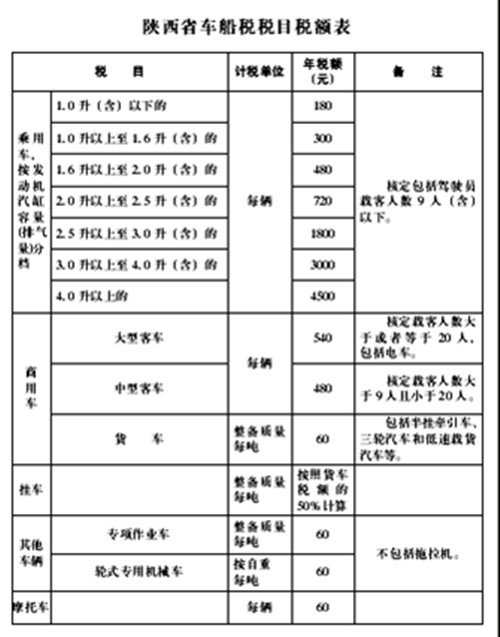 陕西省车船税税目税额表
税 目 计税单位 年税额 备 注
(元)
乘用
车,
按发
动机
汽缸
容量
(排气
量)分
档
1.0 升(含)以下的 180
1.0 升以上至 1.6 升(含)的 300
1.6 升以上至 2.0 升(含)的 480
2.0 升以上至 2.5 升(含)的 每辆 720
2.5 升以上至 3.0 升(含)的 1800
3.0 升以上至 4.0 升(含)的 3000
4.0 升以上的 4500
核定包括驾驶员
载客人数 9 人(含)
以下。
商
用
车
大型客车 每辆 540
核定载客人数大
于或者等于 20 人,
包括电车。
中型客车 480
核定载客人数大
于9人且小于20人。
货 车 整备质量
每吨 60
包括半挂牵引车、
三轮汽车和低速载货
汽车等。
挂车 整备质量
每吨
按照货车
税额的
50%计算
其他
车辆
专项作业车 整备质量
每吨 60
轮式专用机械车 按自重
每吨 60
不包括拖拉机。
摩托车 每辆 60